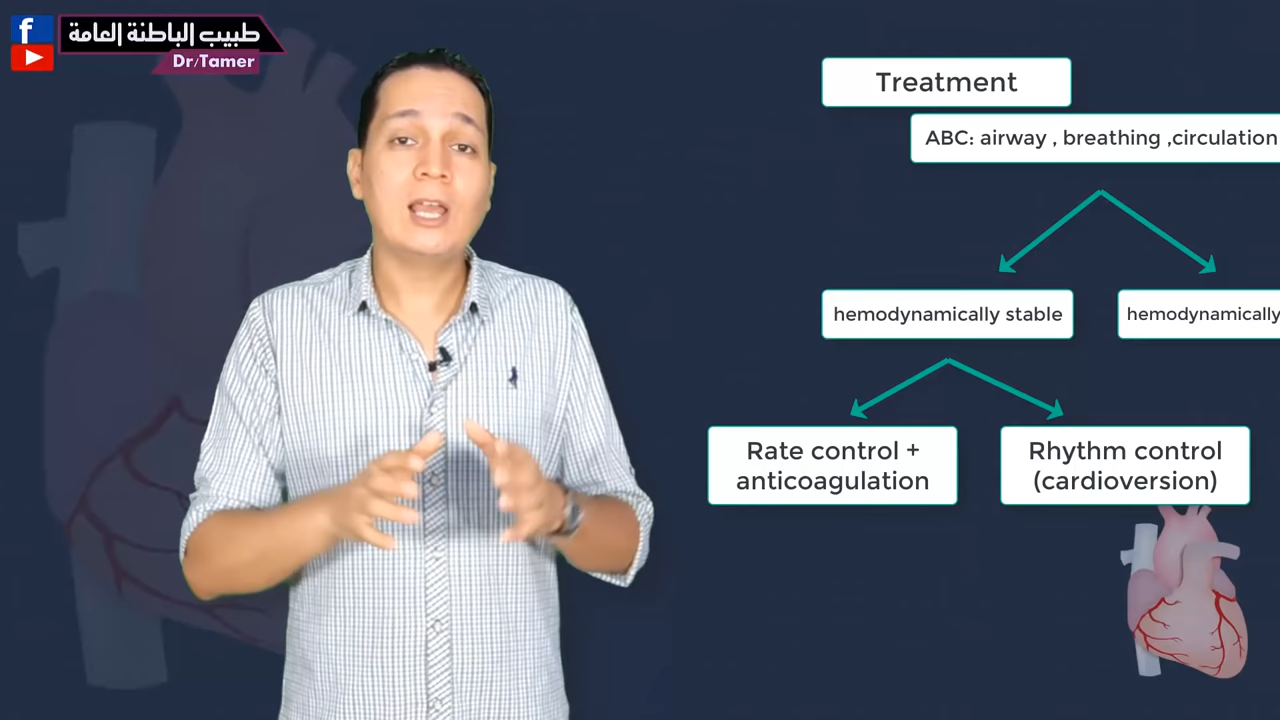 f
طبيب الباطنة العامة
Dr/Tamer
Treatment
ABC: airway , breathing ,circulation
hemodynamically stable
hemodynamically
Rate control +
anticoagulation
Rhythm control
(cardioversion)